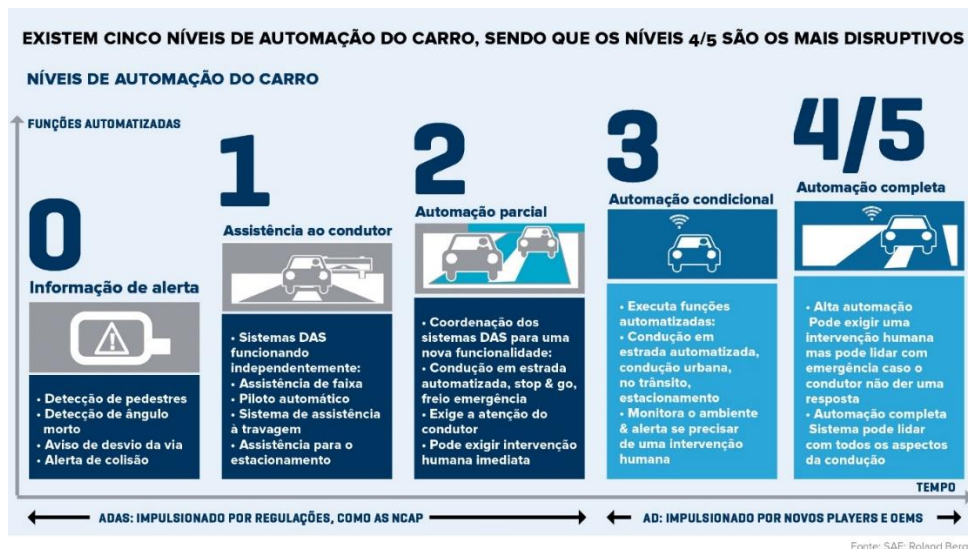 EXISTEM CINCO NÍVEIS DE AUTOMAÇÃO DO CARRO, SENDO QUE OS NÍVEIS 4/5 SÃO OS MAIS DISRUPTIVOS
NÍVEIS DE AUTOMAÇÃO DO CARRO
FUNÇÕES AUTOMATIZADAS
0
Informação de alerta
• Detecção de pedestres
• Detecção de ângulo
morto
• Aviso de desvio da via
• Alerta de colisão
1
Assistência ao condutor
• Sistemas DAS
funcionando
independentemente:
• Assistência de faixa
• Piloto automático
• Sistema de assistência
à travagem
• Assistência para o
estacionamento
2
Automação parcial
• Coordenação dos
sistemas DAS para uma
nova funcionalidade:
• Condução em estrada
automatizada, stop & go,
freio emergência
• Exige a atenção do
condutor
• Pode exigir intervenção
humana imediata
3
Automação condicional
• Executa funções
automatizadas:
• Condução em
estrada automatizada,
condução urbana,
no trânsito,
estacionamento
• Monitora o ambiente
& alerta se precisar
de uma intervenção
humana
4/5
Automação completa
• Alta automação
Pode exigir uma
intervenção humana
mas pode lidar com
emergência caso o
condutor não der uma
resposta
• Automação completa
Sistema pode lidar
com todos os aspectos
da condução
TEMPO
ADAS: IMPULSIONADO POR REGULAÇÕES, COMO AS NCAP
AD: IMPULSIONADO POR NOVOS PLAYERS E OEMS
Fonte: SAE; Roland Berg